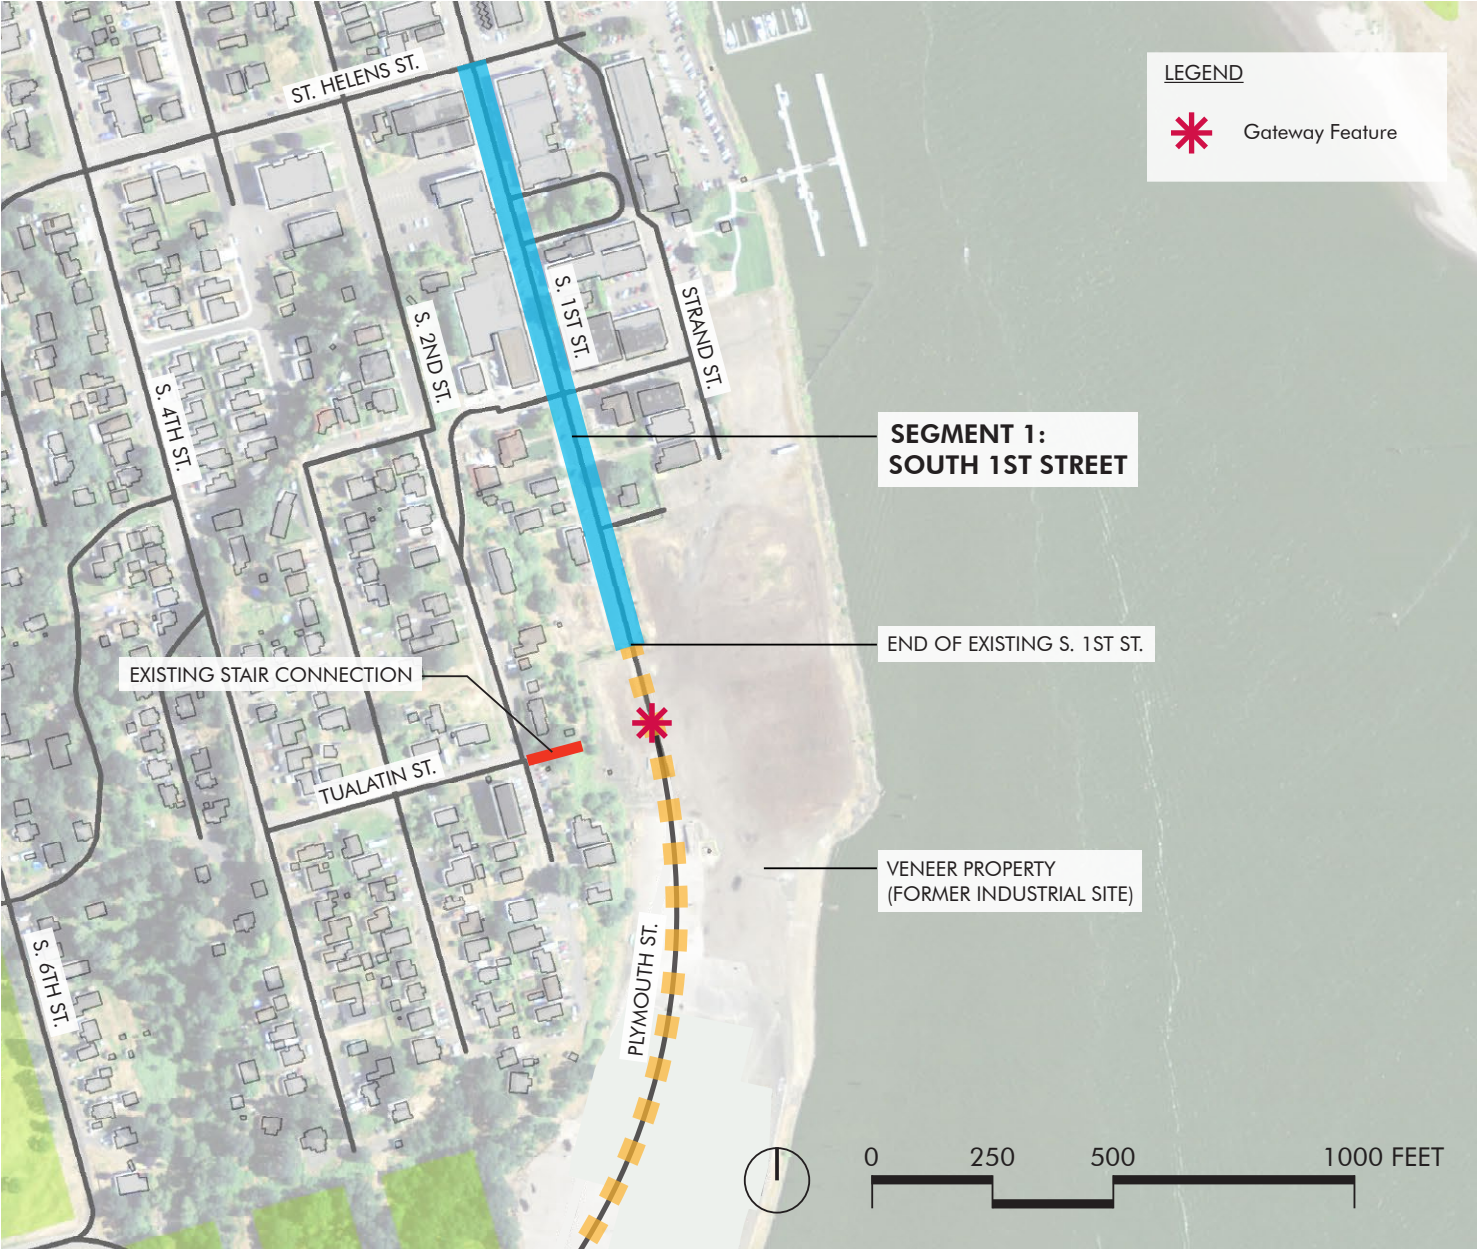 LEGEND
Gateway Feature
ST. HELENS ST.
S. 1ST ST.
STRAND ST.
S. 2ND ST.
S. 4TH ST.
SEGMENT 1:
SOUTH 1ST STREET
END OF EXISTING S. 1ST ST.
EXISTING STAIR CONNECTION
TUALATIN ST.
VENEER PROPERTY
(FORMER INDUSTRIAL SITE)
PLYMOUTH ST.
S. 6TH ST.
0 250 500 1000 FEET